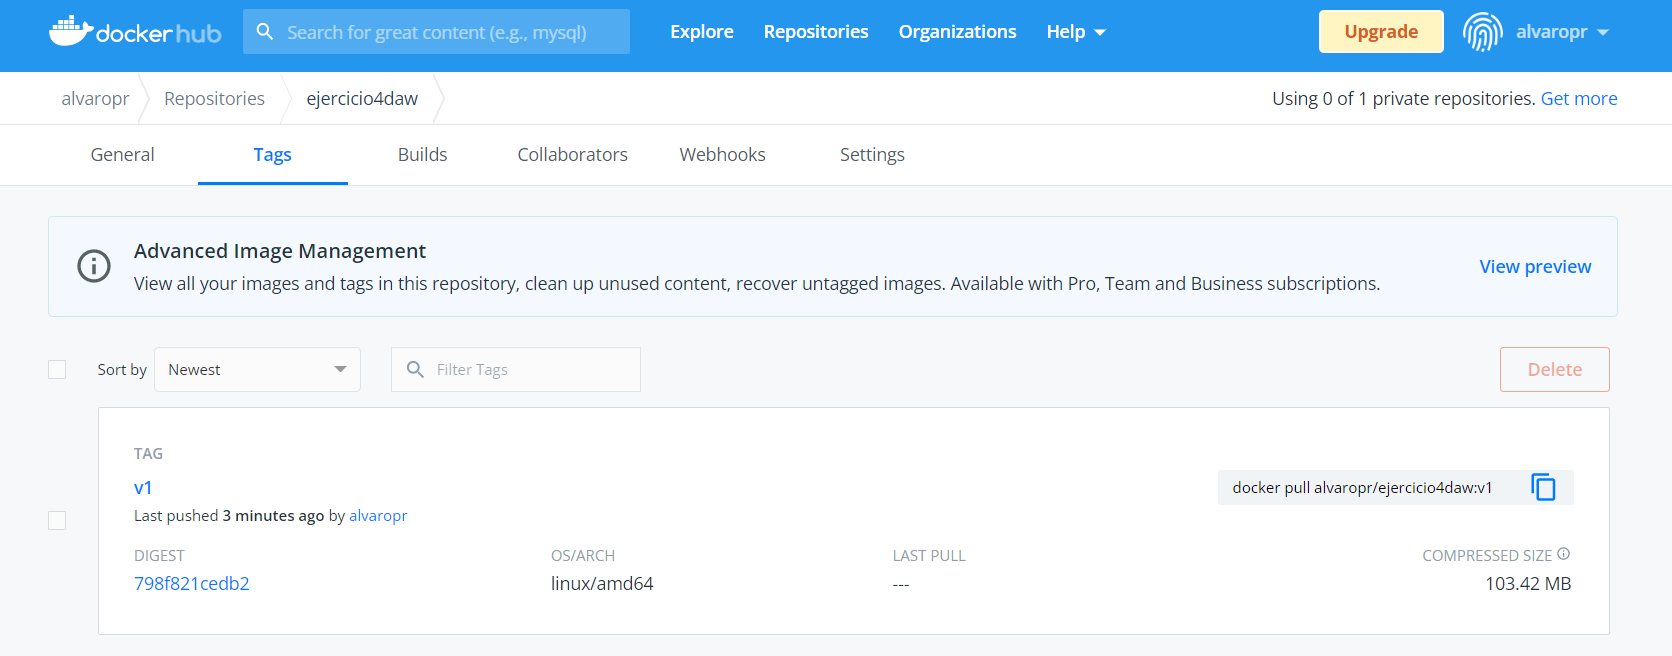 docker hub Search for great content (e.g., mysql) Explore Repositories Organizations Help Upgrade alvaropr
alvaropr Repositories ejercicio4daw Using 0 of 1 private repositories. Get more
General Tags Builds Collaborators Webhooks Settings
Advanced Image Management
View all your images and tags in this repository, clean up unused content, recover untagged images. Available with Pro, Team and Business subscriptions.
View preview
Sort by Newest Filter Tags Delete
TAG
v1
docker pull alvaropr/ejercicio4daw:v1
Last pushed 3 minutes ago by alvaropr
DIGEST OS/ARCH LAST PULL COMPRESSED SIZE
798f821cedb2 linux/amd64 --- 103.42 MB